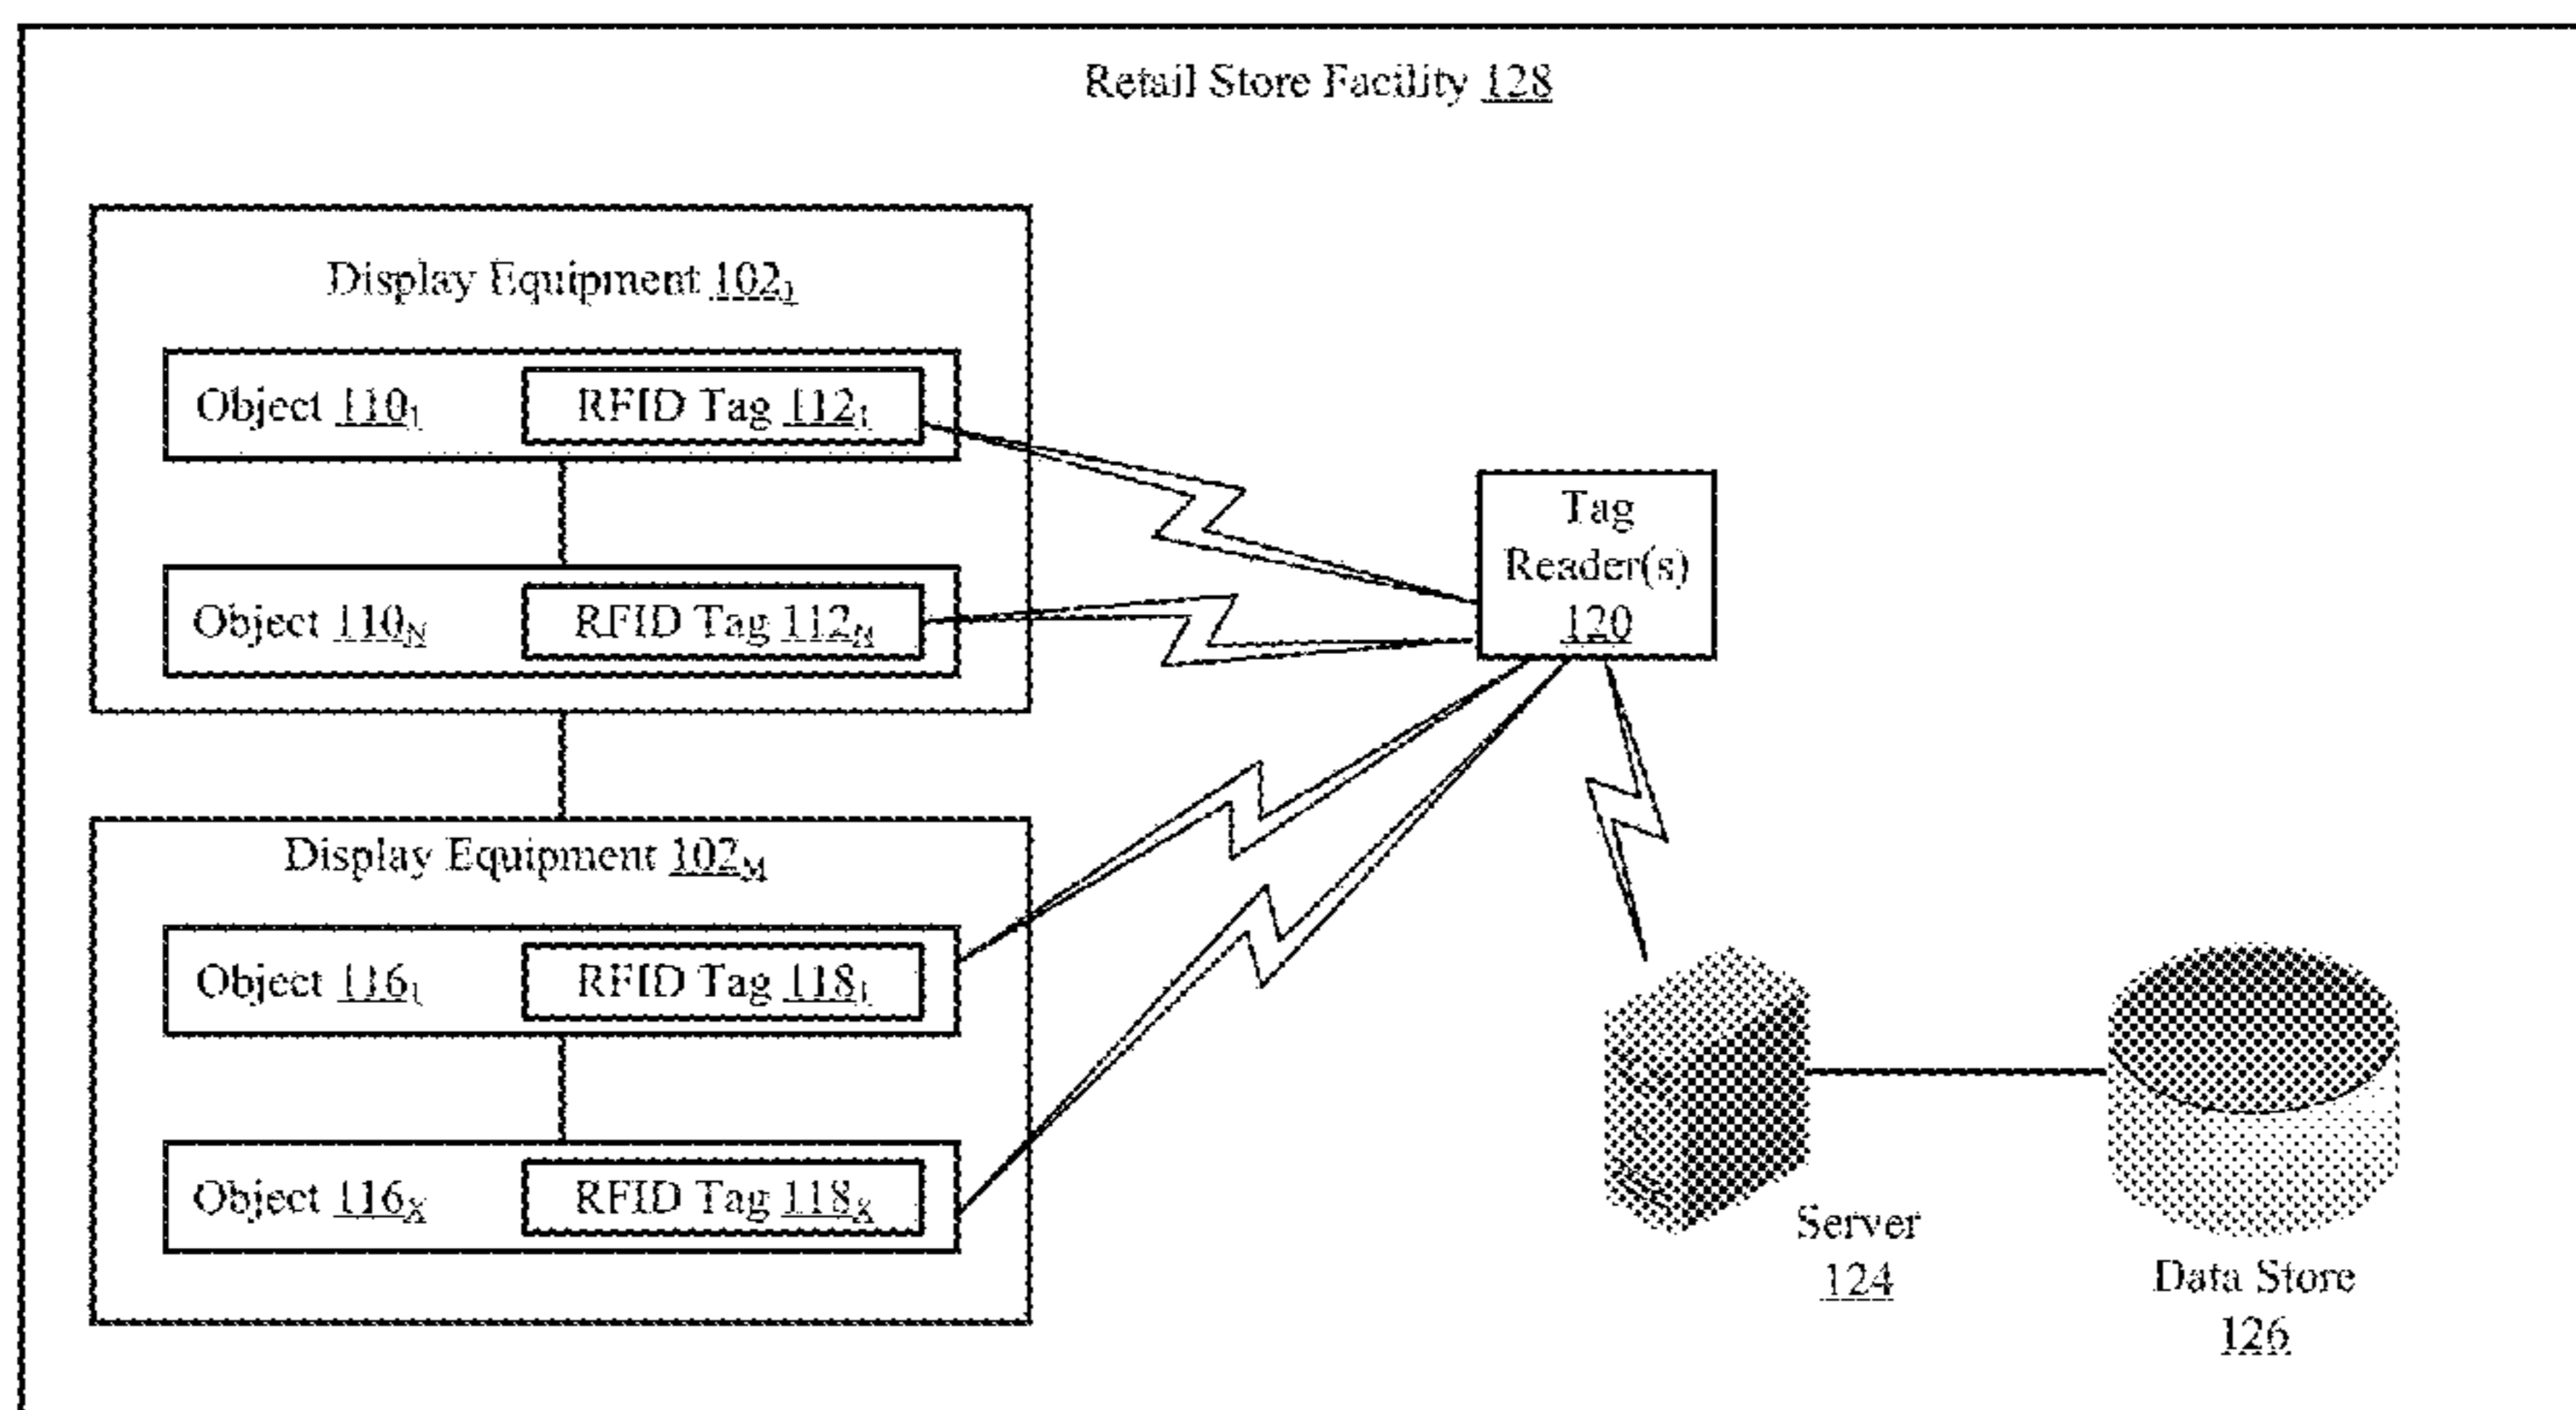 Retail Store Facility 128
Display Equipment 102₁
Object 110₁ RFID Tag 112₁
Object 110N RFID Tag 112N
Display Equipment 102M
Object 116₁ RFID Tag 118₁
Object 116X RFID Tag 118X
Tag
Reader(s)
120
Server
124
Data Store
126